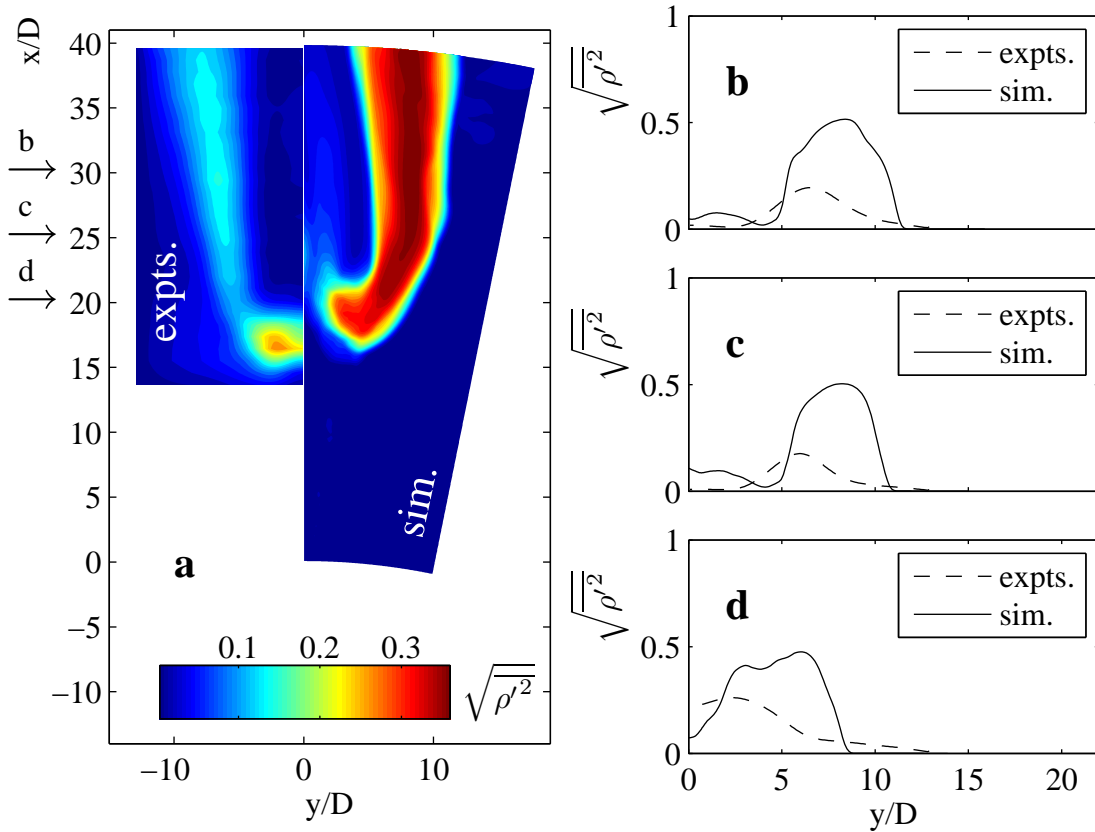 x/D
40
35
30
25
20
15
10
5
0
−5
−10
b
c
d
expts.
sim.
a
0.1 0.2 0.3
√ρ′²
−10 0 10
y/D
1
0.5
0
√ρ′²
b
expts.
sim.
1
0.5
0
√ρ′²
c
expts.
sim.
1
0.5
0
√ρ′²
d
expts.
sim.
0 5 10 15 20
y/D